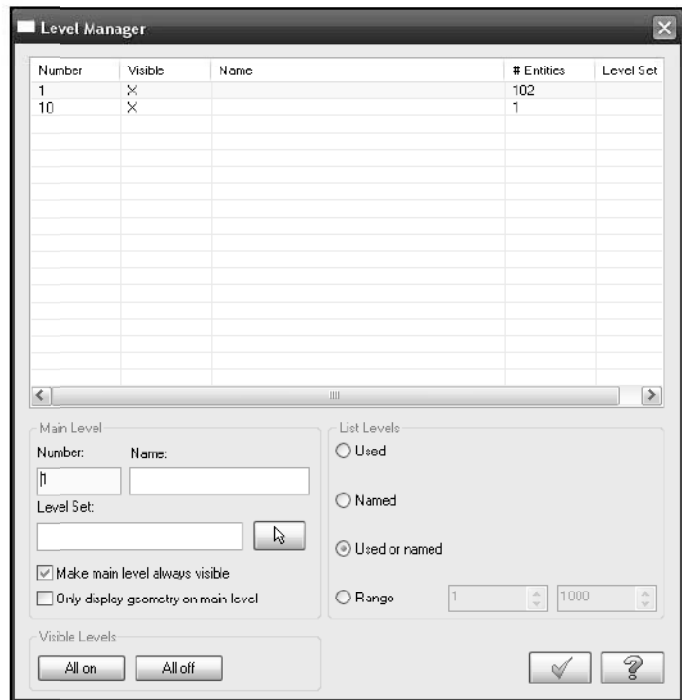 Level Manager
Number Visible Name # Entities Level Set
1 X 102
10 X 1
Main Level
Number: Name:
1
Level Set:
Make main level always visible
Only display geometry on main level
List Levels
Used
Named
Used or named
Range 1 1000
Visible Levels
All on All off